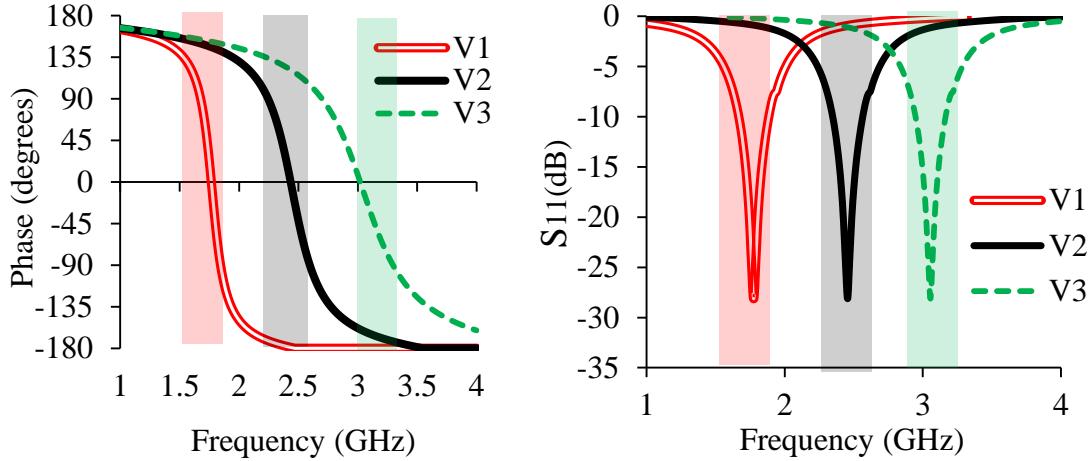 180
135
90
45
0
-45
-90
-135
-180
Phase (degrees)
1
1.5
2
2.5
3
3.5
4
Frequency (GHz)
V1
V2
V3
0
-5
-10
-15
-20
-25
-30
-35
S11(dB)
1
2
3
4
Frequency (GHz)
V1
V2
V3